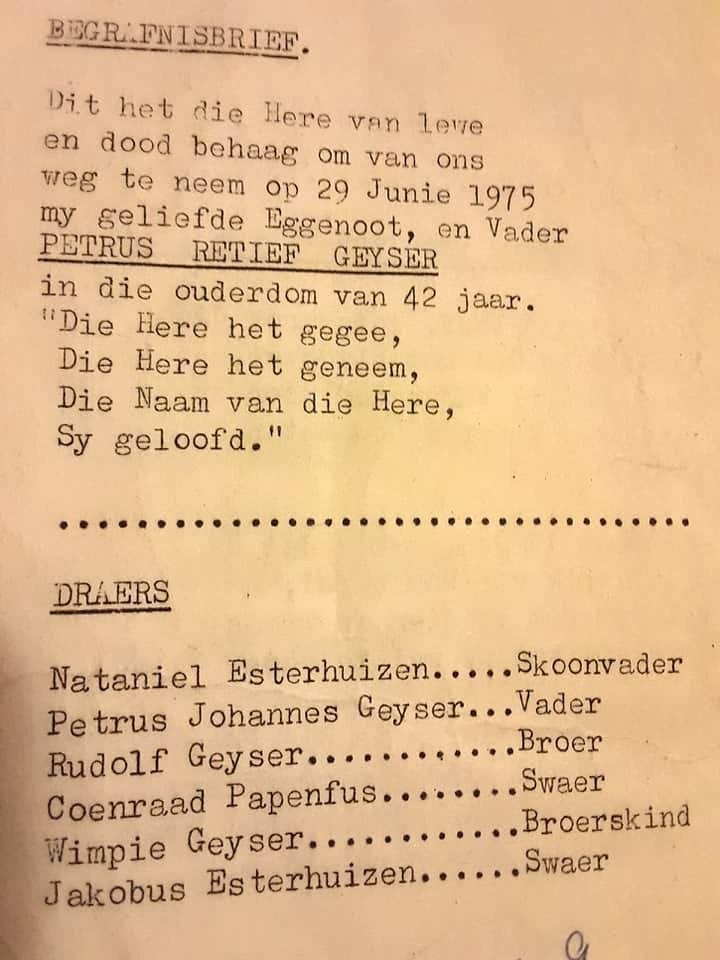 BEGRAFNISBRIEF.
Dit het die Here van lewe
en dood behaag om van ons
weg te neem op 29 Junie 1975
my geliefde Eggenoot, en Vader
PETRUS RETIEF GEYSER
in die ouderdom van 42 jaar.
"Die Here het gegee,
Die Here het geneem,
Die Naam van die Here,
Sy geloofd."
.......................................
DRAERS
Nataniel Esterhuizen.....Skoonvader
Petrus Johannes Geyser...Vader
Rudolf Geyser............Broer
Coenraad Papenfus........Swaer
Wimpie Geyser............Broerskind
Jakobus Esterhuizen......Swaer